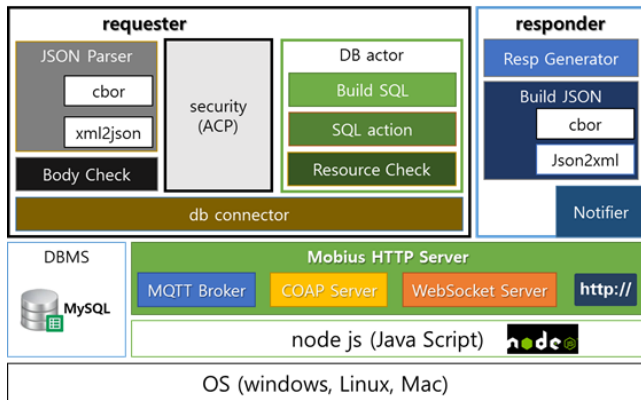 requester
JSON Parser
cbor
xml2json
Body Check
security
(ACP)
DB actor
Build SQL
SQL action
Resource Check
db connector
responder
Resp Generator
Build JSON
cbor
Json2xml
Notifier
DBMS
MySQL
Mobius HTTP Server
MQTT Broker
COAP Server
WebSocket Server
http://
node js (Java Script)
node
JS
OS (windows, Linux, Mac)